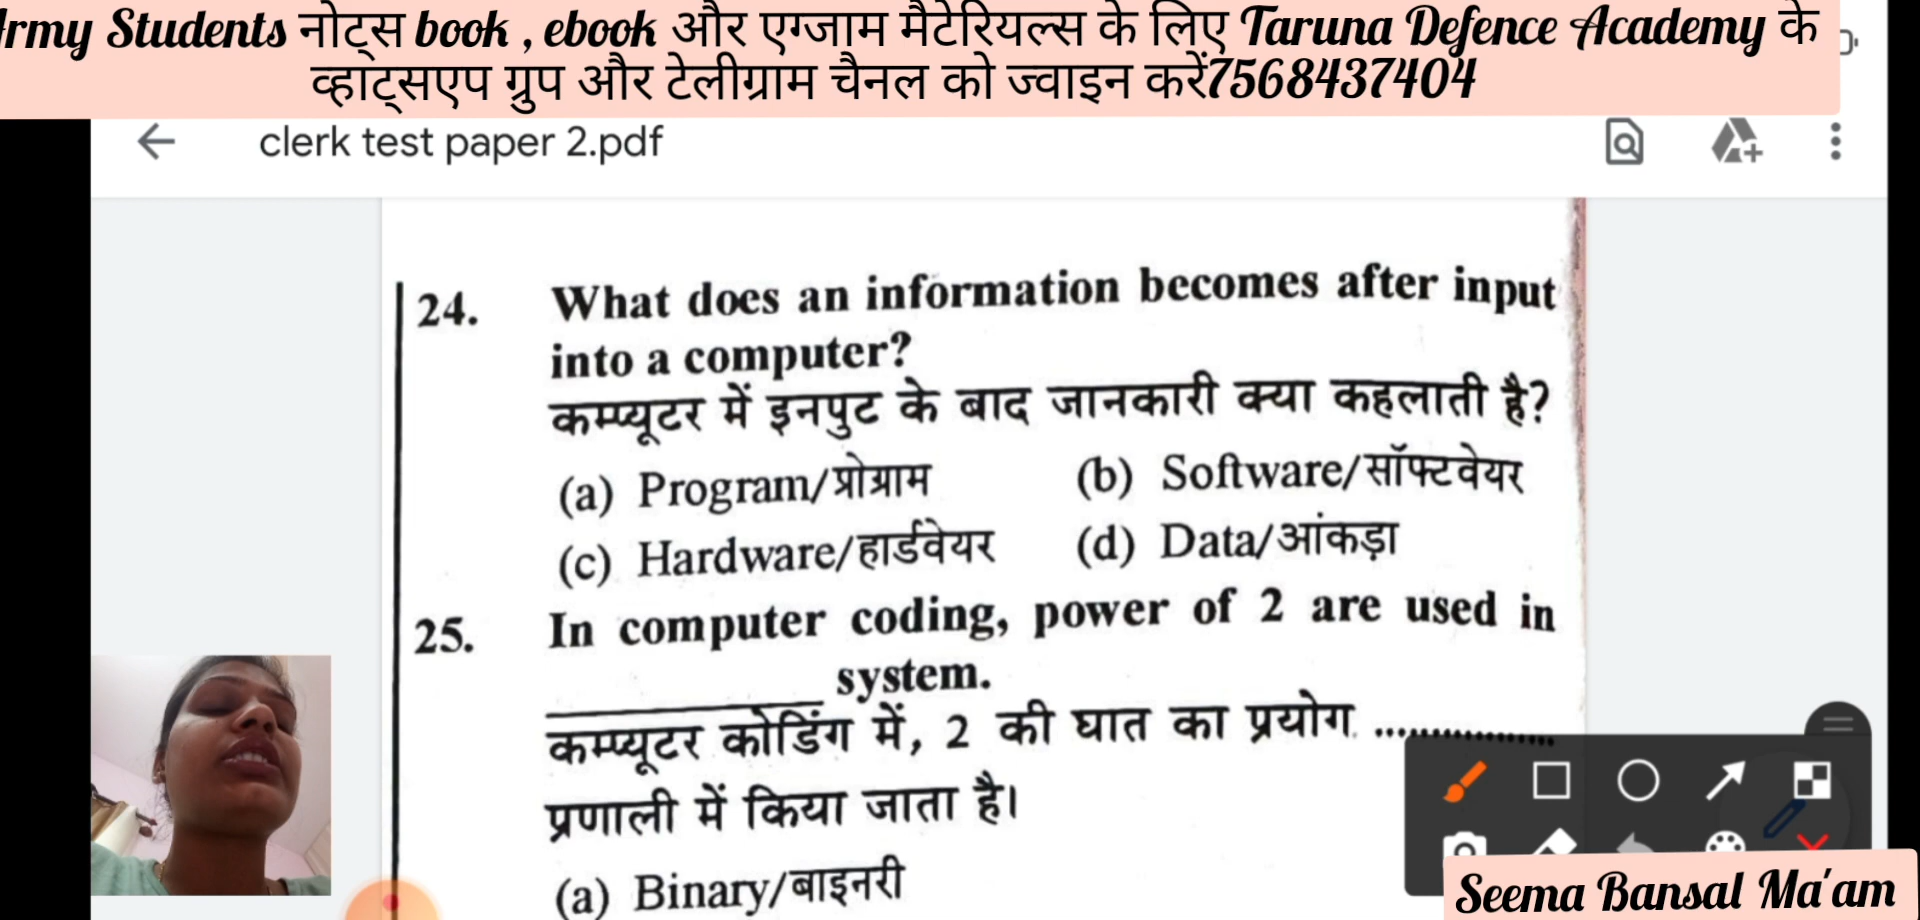 rmy Students नोट्स book , ebook और एग्जाम मैटेरियल्स के लिए Taruna Defence Academy के
व्हाट्सएप ग्रुप और टेलीग्राम चैनल को ज्वाइन करें7568437404
clerk test paper 2.pdf
24. What does an information becomes after input
into a computer?
कम्प्यूटर में इनपुट के बाद जानकारी क्या कहलाती है?
(a) Program/प्रोग्राम (b) Software/सॉफ्टवेयर
(c) Hardware/हार्डवेयर (d) Data/आंकड़ा
25. In computer coding, power of 2 are used in
__________ system.
कम्प्यूटर कोडिंग में, 2 की घात का प्रयोग ................
प्रणाली में किया जाता है।
(a) Binary/बाइनरी
Seema Bansal Ma'am